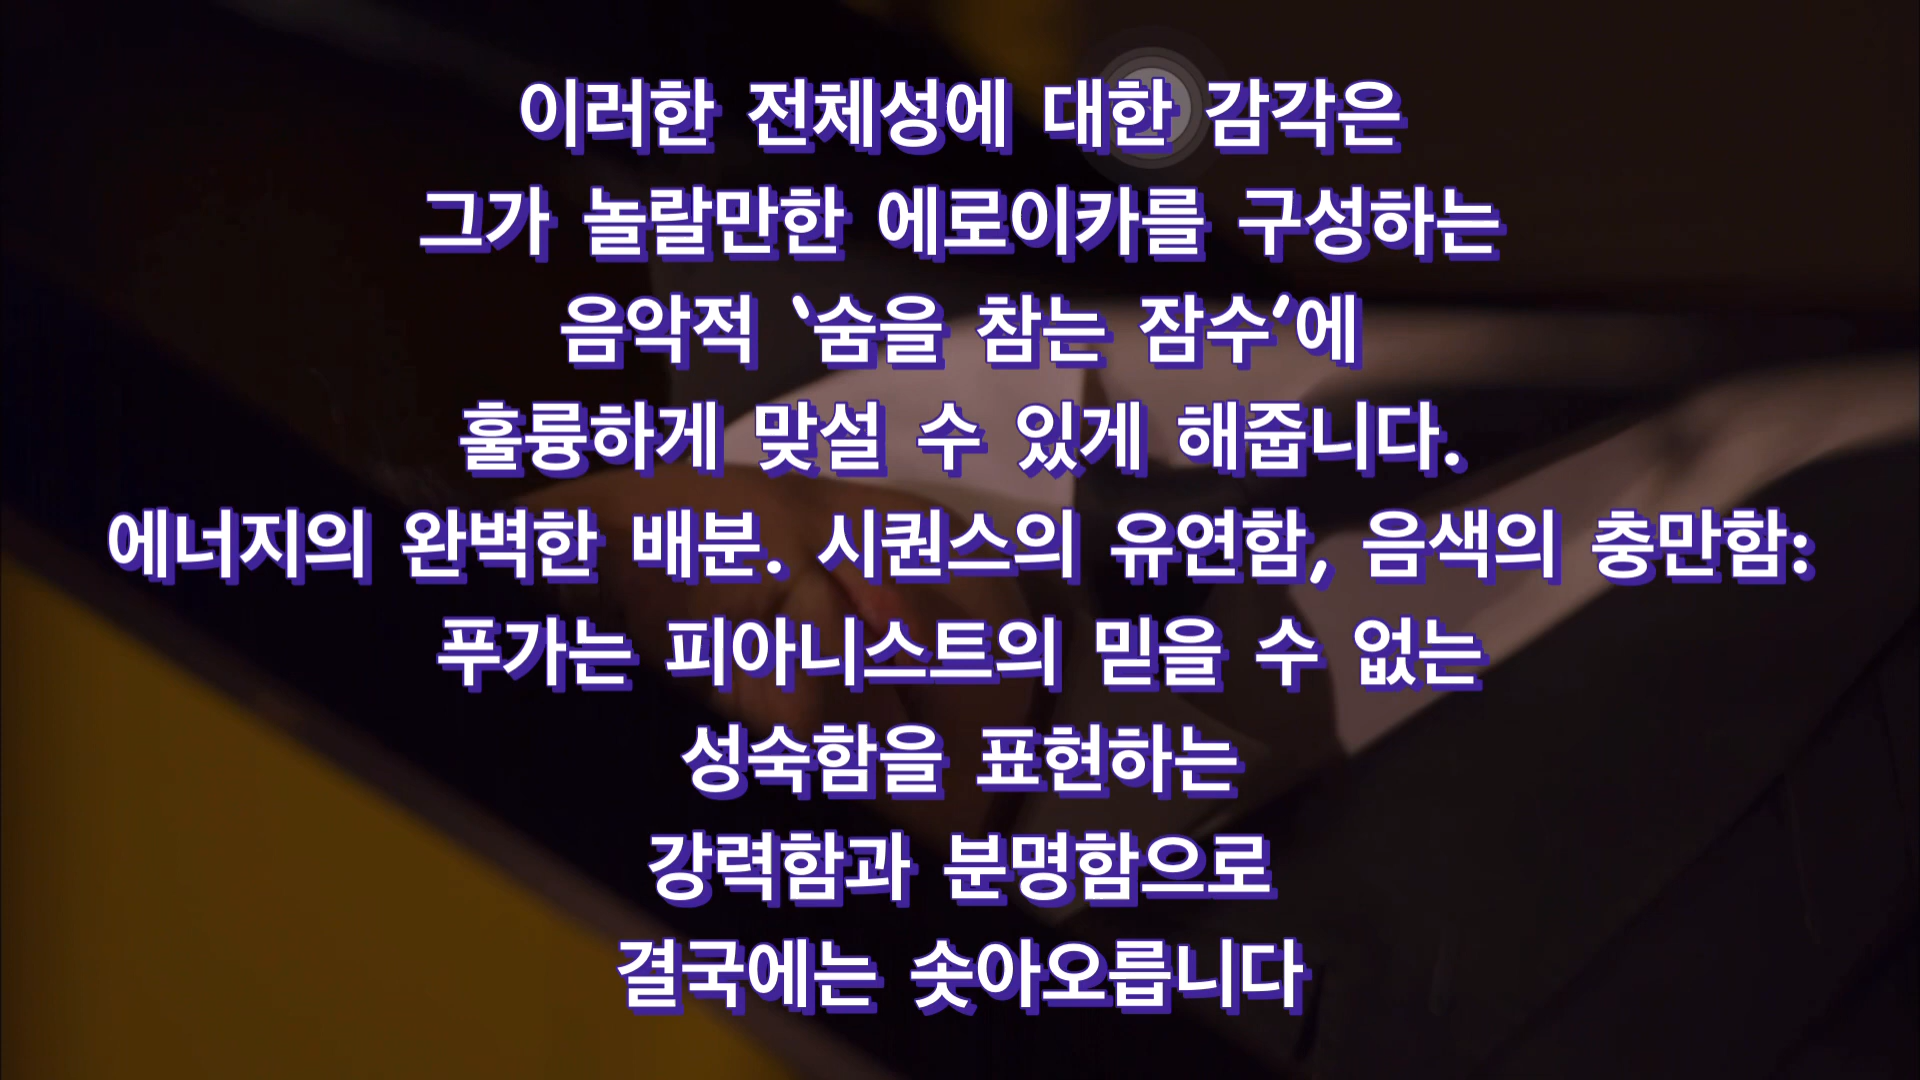 이러한 전체성에 대한 감각은
그가 놀랄만한 에로이카를 구성하는
음악적 ‘숨을 참는 잠수’에
훌륭하게 맞설 수 있게 해줍니다.
에너지의 완벽한 배분. 시퀀스의 유연함, 음색의 충만함:
푸가는 피아니스트의 믿을 수 없는
성숙함을 표현하는
강력함과 분명함으로
결국에는 솟아오릅니다